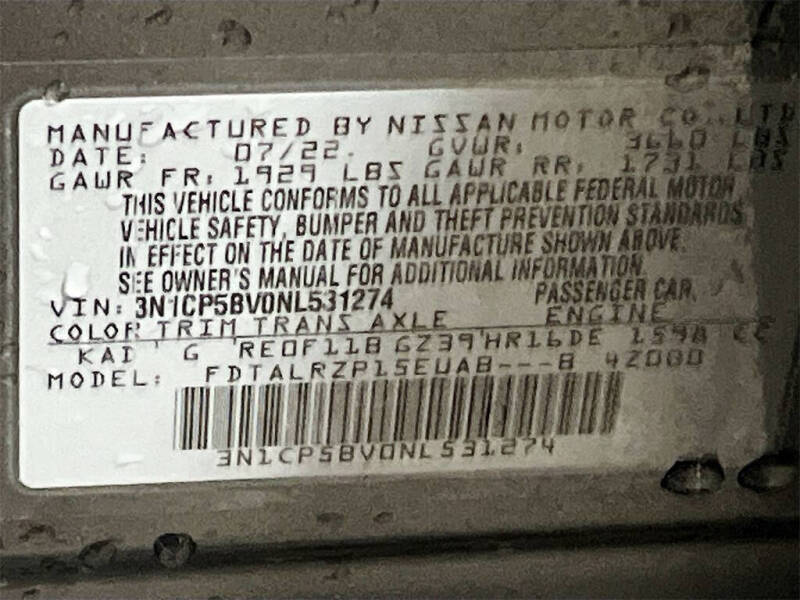 MANUFACTURED BY NISSAN MOTOR CO., LTD
DATE: 07/22 GVWR: 3660 LBS
GAWR FR: 1929 LBS GAWR RR: 1731 LBS
THIS VEHICLE CONFORMS TO ALL APPLICABLE FEDERAL MOTOR
VEHICLE SAFETY, BUMPER AND THEFT PREVENTION STANDARDS
IN EFFECT ON THE DATE OF MANUFACTURE SHOWN ABOVE.
SEE OWNER'S MANUAL FOR ADDITIONAL INFORMATION.
VIN: 3N1CP5BV0NL531274 PASSENGER CAR
COLOR TRIM TRANS AXLE ENGINE
KAD G RE0F11B GZ39 HR16DE 1598 CC
MODEL: FDTALRZP15EUAB---B 42000
3N1CP5BV0NL531274